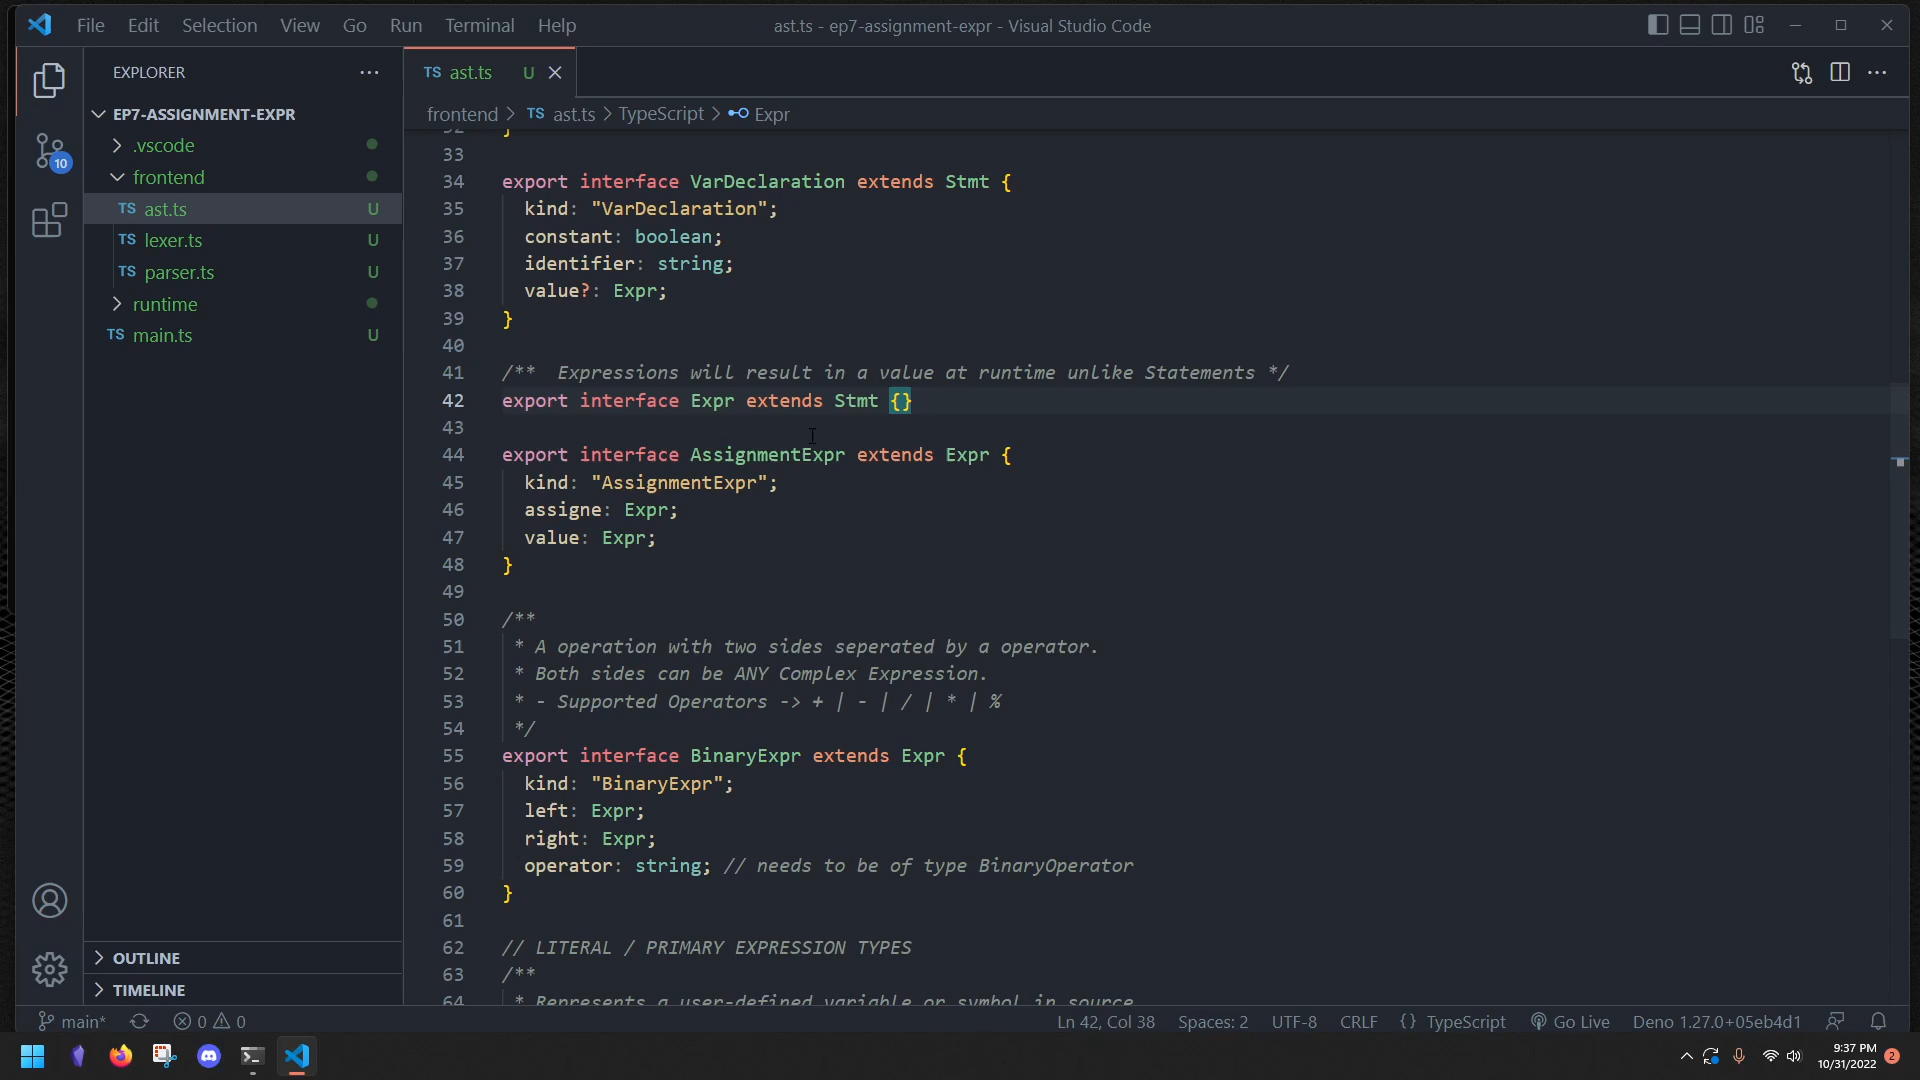 File Edit Selection View Go Run Terminal Help
ast.ts - ep7-assignment-expr - Visual Studio Code
EXPLORER
TS ast.ts U
EP7-ASSIGNMENT-EXPR
frontend > TS ast.ts > TypeScript > Expr
.vscode
frontend
TS ast.ts U
TS lexer.ts U
TS parser.ts U
runtime
TS main.ts U
32 }
33
34 export interface VarDeclaration extends Stmt {
35 kind: "VarDeclaration";
36 constant: boolean;
37 identifier: string;
38 value?: Expr;
39 }
40
41 /**  Expressions will result in a value at runtime unlike Statements */
42 export interface Expr extends Stmt {}
43
44 export interface AssignmentExpr extends Expr {
45 kind: "AssignmentExpr";
46 assigne: Expr;
47 value: Expr;
48 }
49
50 /**
51 * A operation with two sides seperated by a operator.
52 * Both sides can be ANY Complex Expression.
53 * - Supported Operators -> + | - | / | * | %
54 */
55 export interface BinaryExpr extends Expr {
56 kind: "BinaryExpr";
57 left: Expr;
58 right: Expr;
59 operator: string; // needs to be of type BinaryOperator
60 }
61
62 // LITERAL / PRIMARY EXPRESSION TYPES
63 /**
64 * Represents a user-defined variable or symbol in source
10
OUTLINE
TIMELINE
main* 0 0
Ln 42, Col 38 Spaces: 2 UTF-8 CRLF {} TypeScript Go Live Deno 1.27.0+05eb4d1
9:37 PM
10/31/2022
2